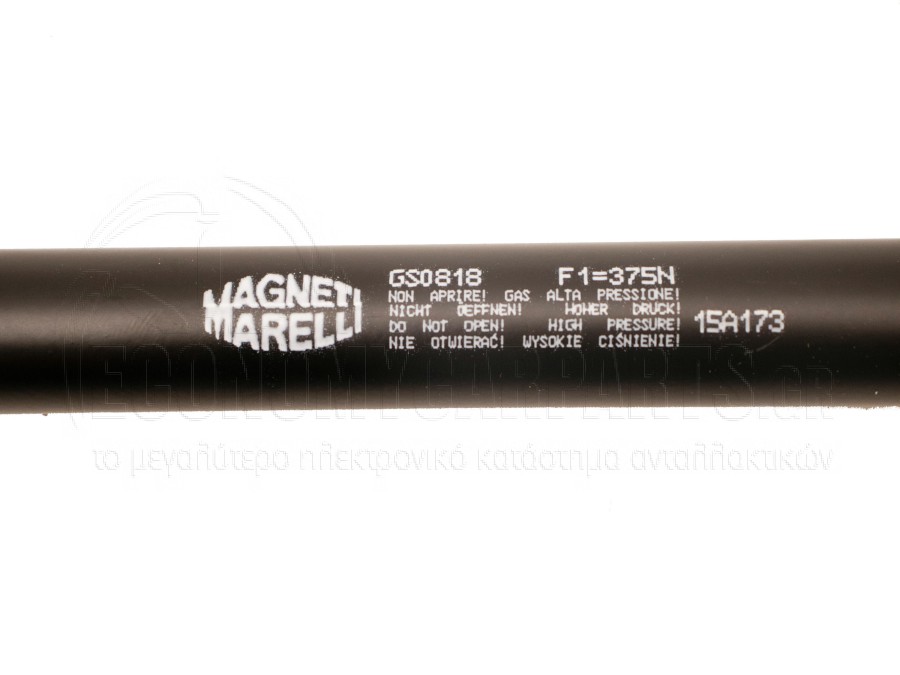 MAGNETI
MARELLI
GS0818 F1=375N
NON APRIRE! GAS ALTA PRESSIONE!
NICHT OEFFNEN! HOHER DRUCK!
DO NOT OPEN! HIGH PRESSURE!
NIE OTWIERAĆ! WYSOKIE CIŚNIENIE!
15A173
ECONOMYCARPARTS.GR
το μεγαλύτερο ηλεκτρονικό κατάστημα ανταλλακτικών